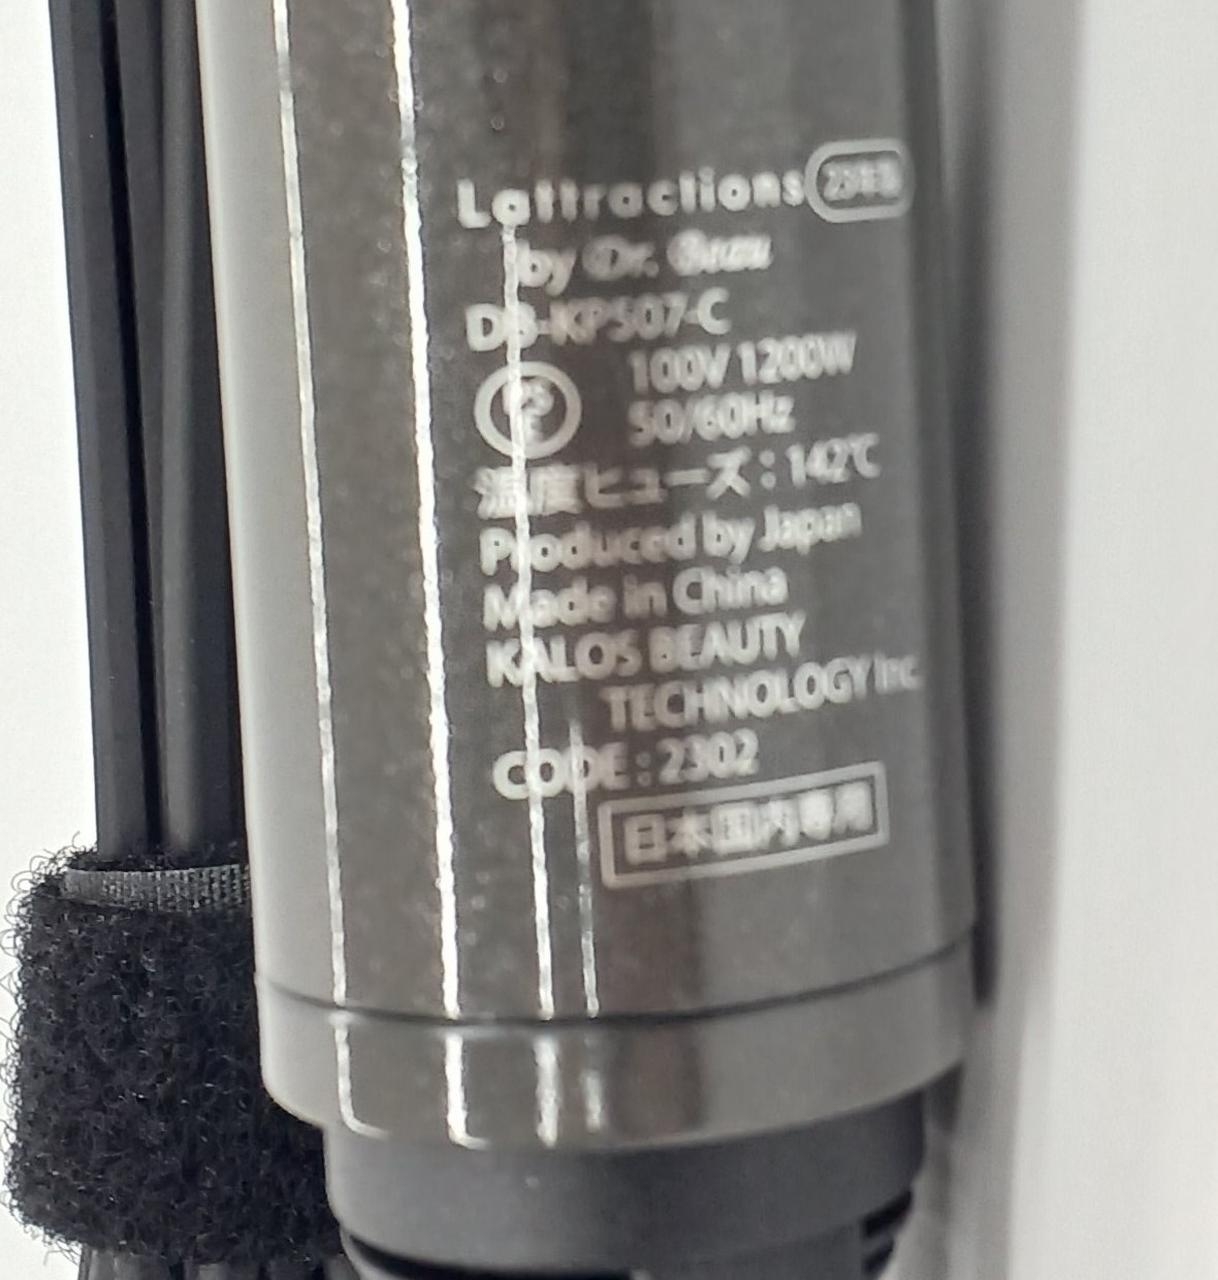 Lattractions 23年製
by Dr. Beau
DB-KP507-C
PS
E
100V 1200W
50/60Hz
温度ヒューズ：142℃
Produced by Japan
Made in China
KALOS BEAUTY
TECHNOLOGY Inc.
CODE : 2302
日本国内専用